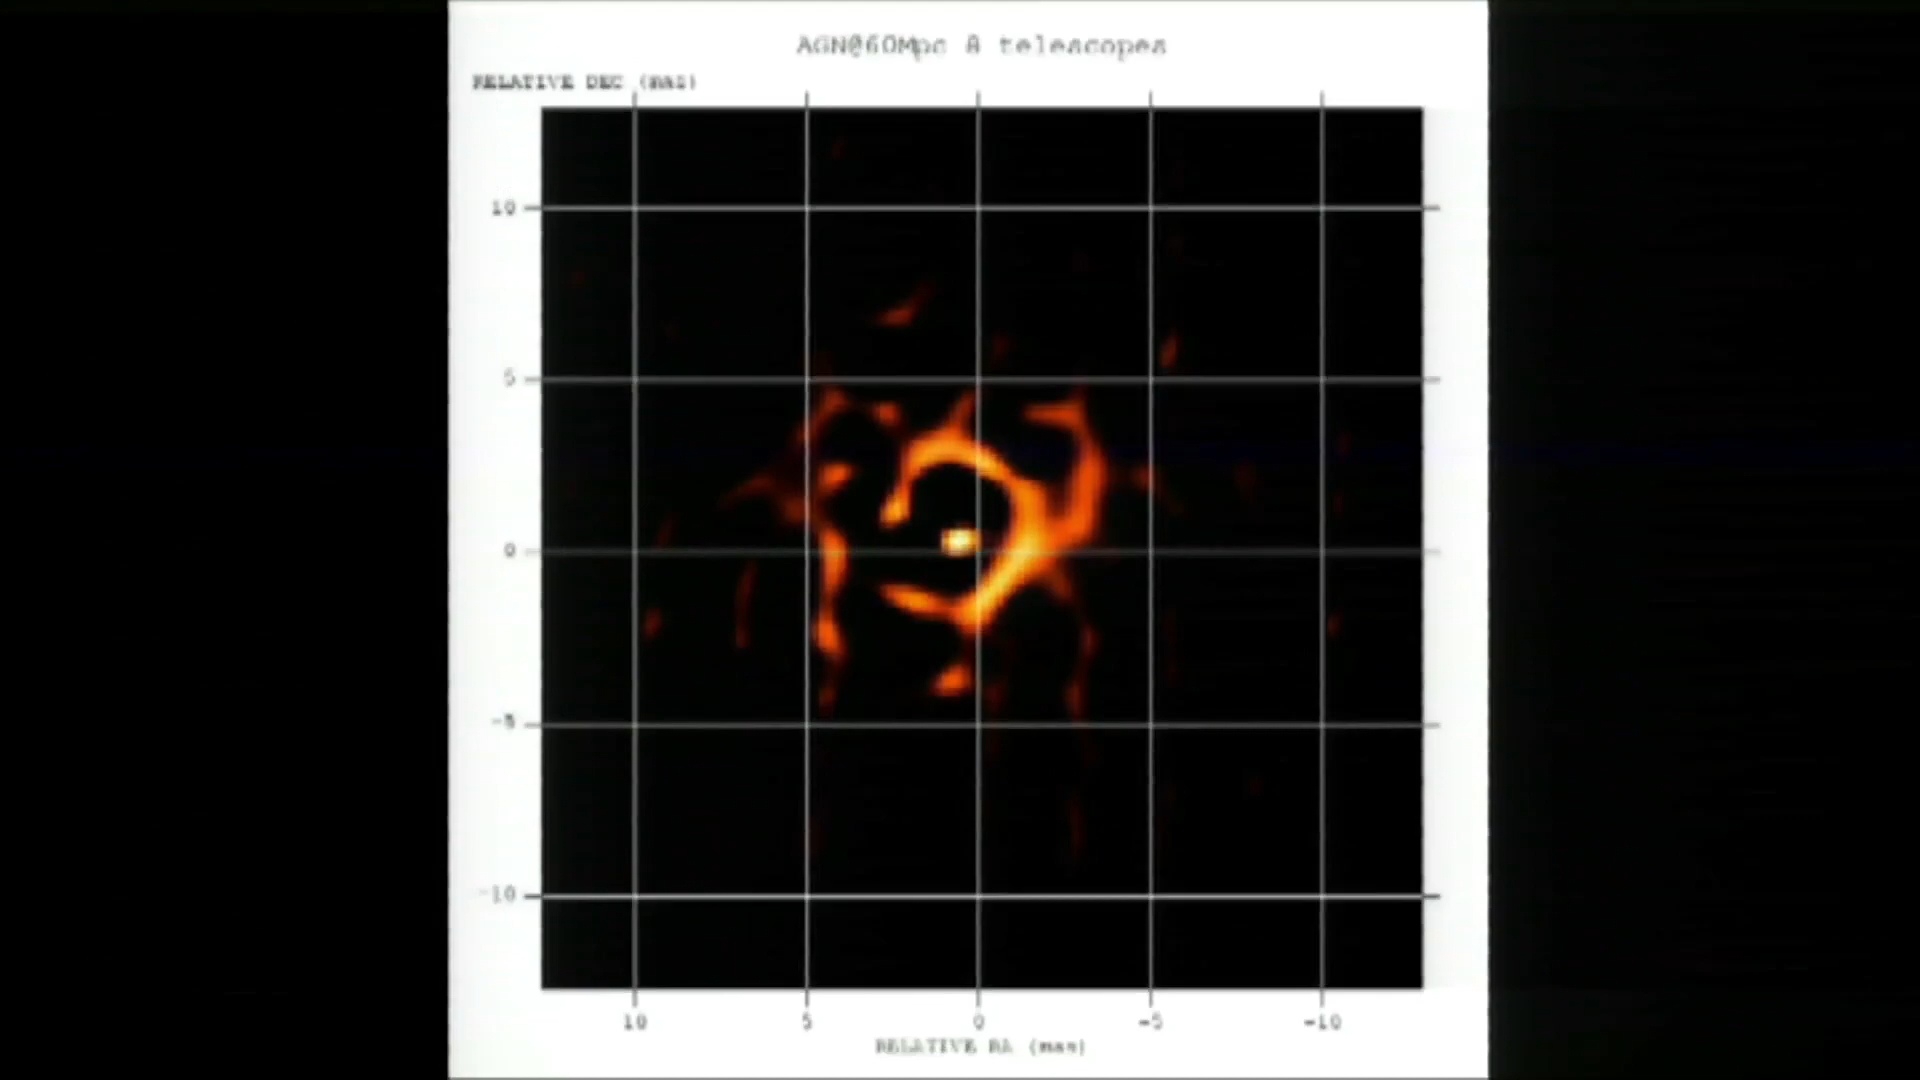 AGN@60Mpc 8 telescopes
RELATIVE DEC (mas)
10
5
0
-5
-10
10 5 0 -5 -10
RELATIVE RA (mas)